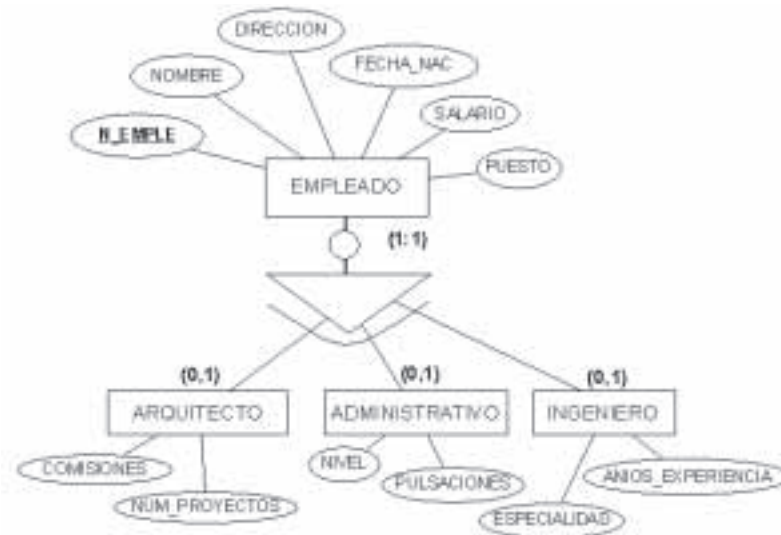 DIRECCION
NOMBRE
FECHA_NAC
SALARIO
N_EMPLE
PUESTO
EMPLEADO
(1:1)
(0,1)
(0,1)
(0,1)
ARQUITECTO
ADMINISTRATIVO
INGENIERO
COMISIONES
NIVEL
ANIOS_EXPERIENCIA
PULSACIONES
NUM_PROYECTOS
ESPECIALIDAD